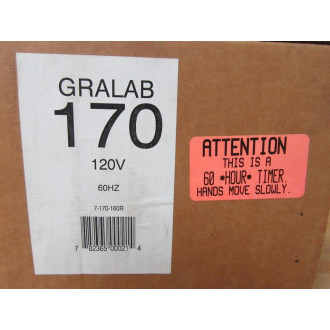 GRALAB
170
120V
60HZ
7-170-160R
7 62365 00021 4
ATTENTION
THIS IS A
60 *HOUR* TIMER.
HANDS MOVE SLOWLY.